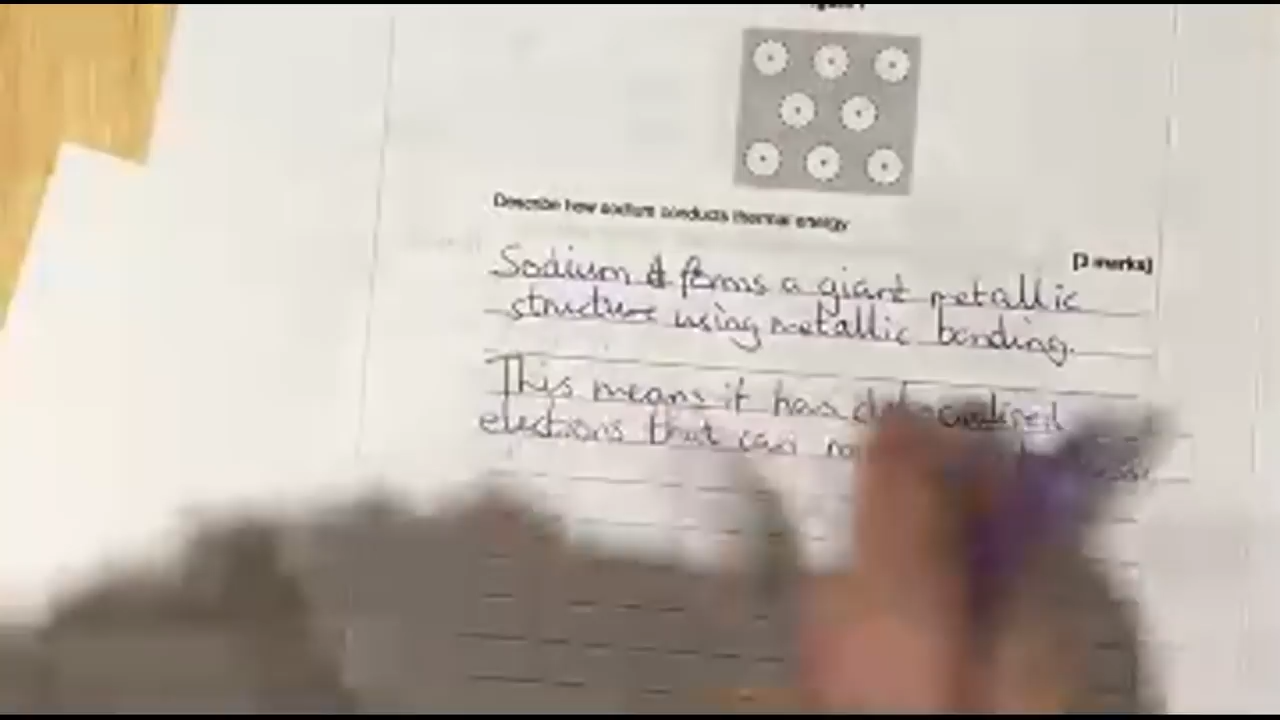 Describe how sodium conducts thermal energy
[3 marks]
Sodium forms a giant metallic
structure using metallic bonding.
This means it has delocalised
electrons that can